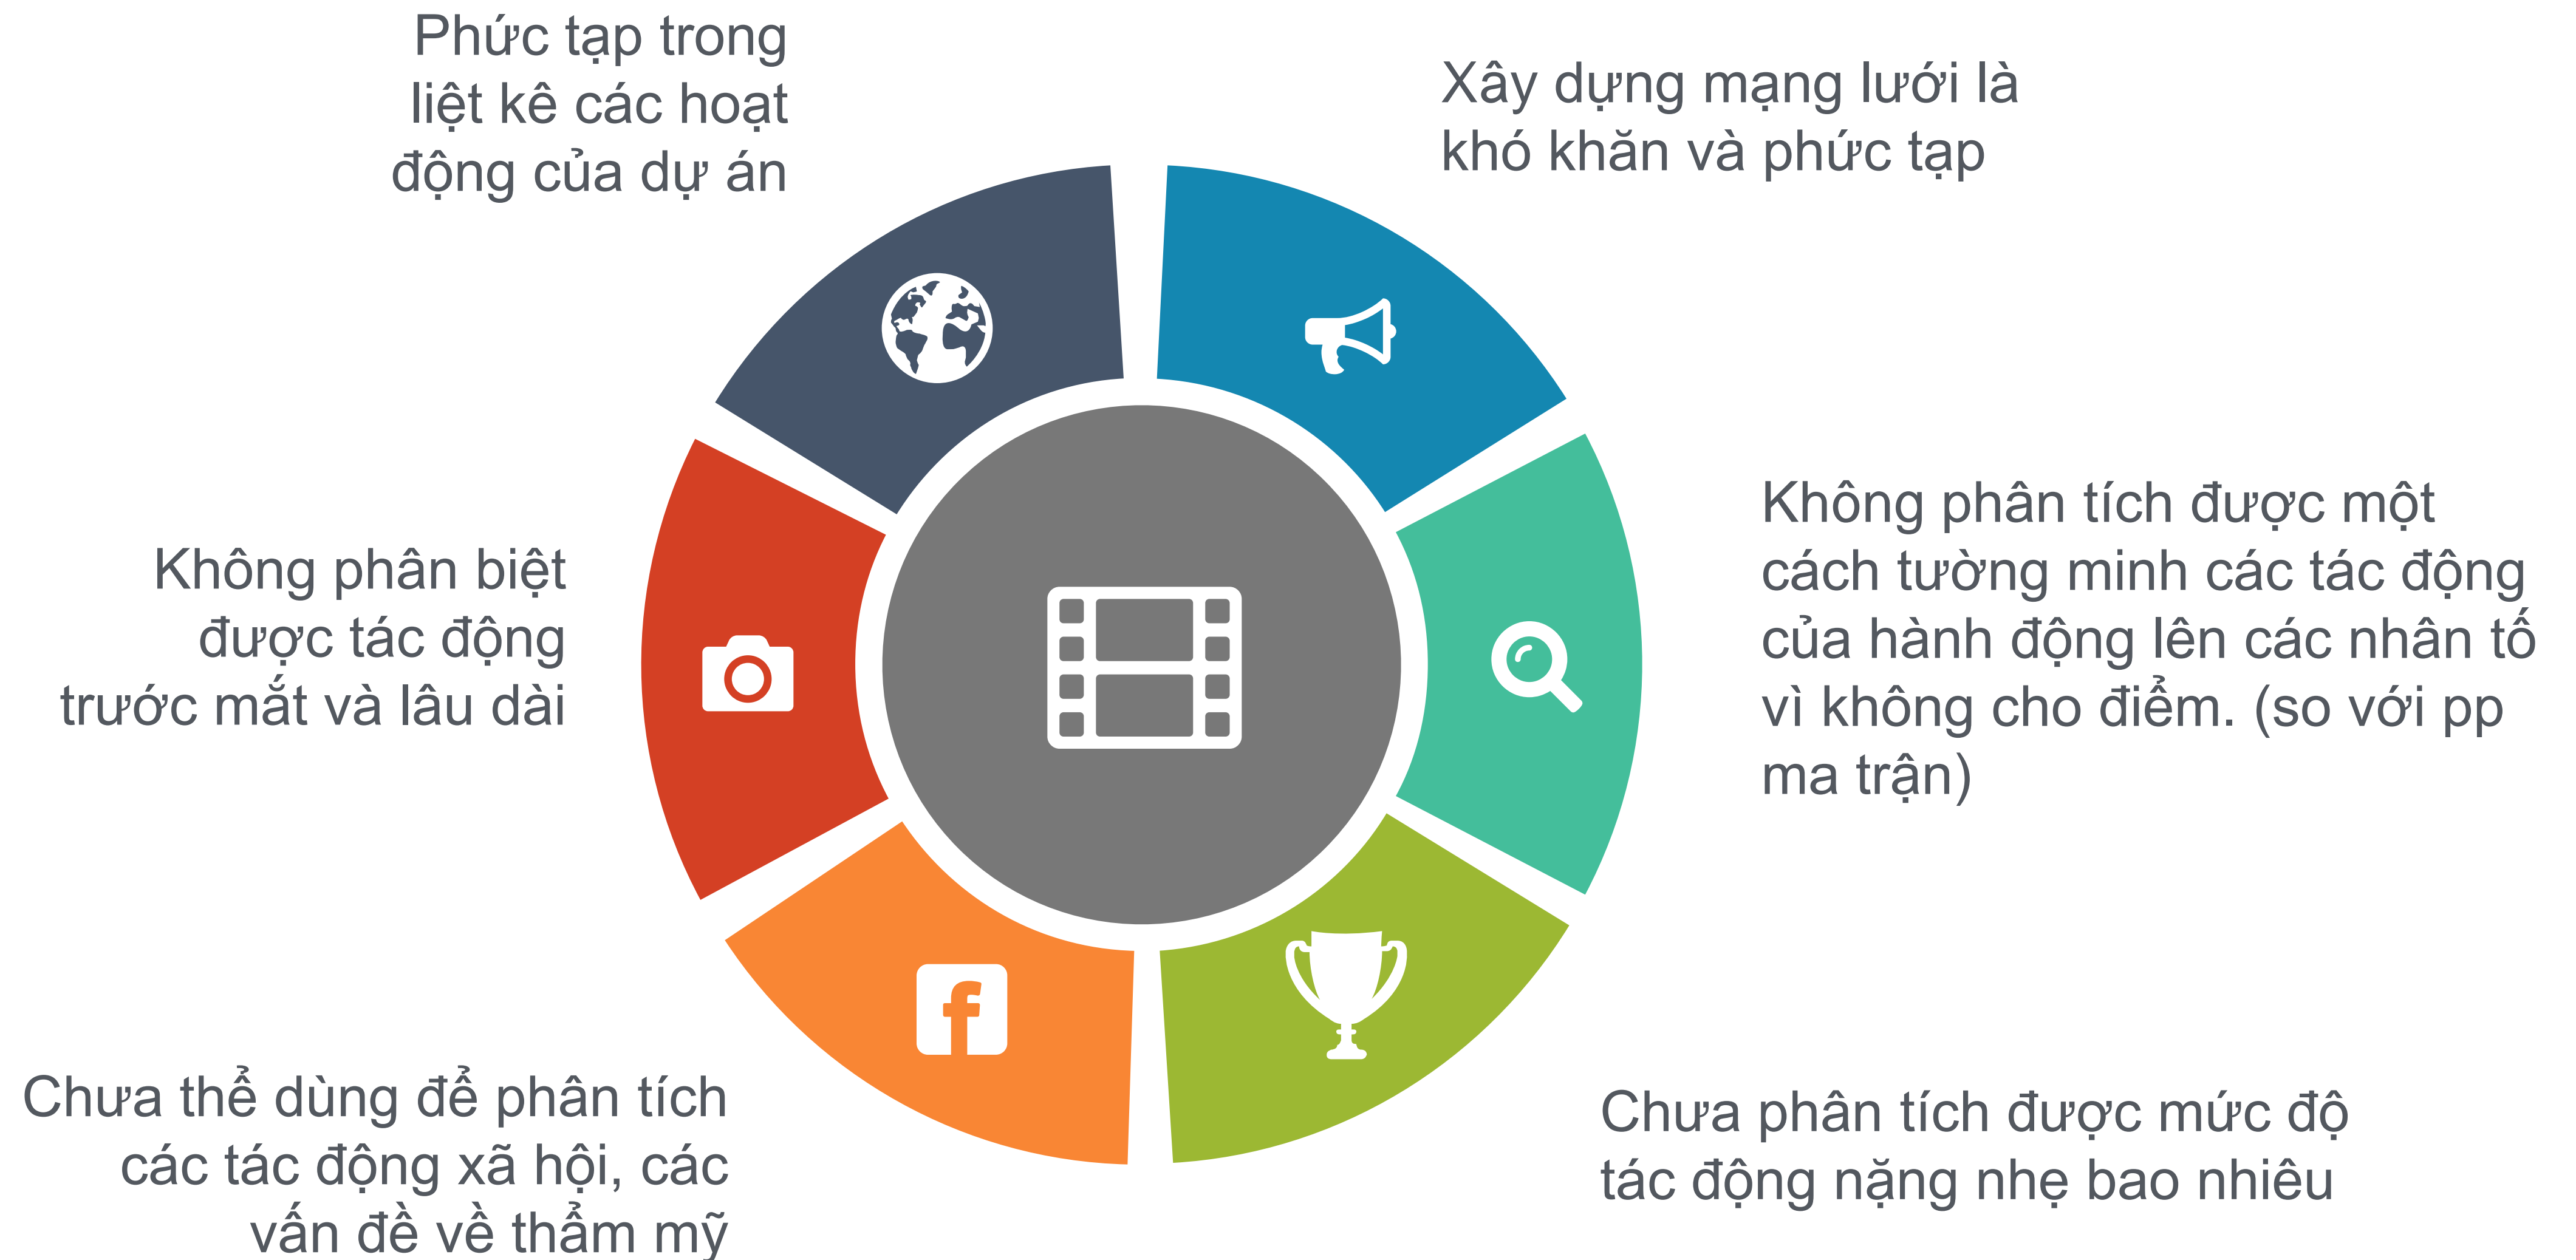 Phức tạp trong
liệt kê các hoạt
động của dự án
Xây dựng mạng lưới là
khó khăn và phức tạp
Không phân tích được một
cách tường minh các tác động
của hành động lên các nhân tố
vì không cho điểm. (so với pp
ma trận)
Không phân biệt
được tác động
trước mắt và lâu dài
Chưa thể dùng để phân tích
các tác động xã hội, các
vấn đề về thẩm mỹ
Chưa phân tích được mức độ
tác động nặng nhẹ bao nhiêu
f